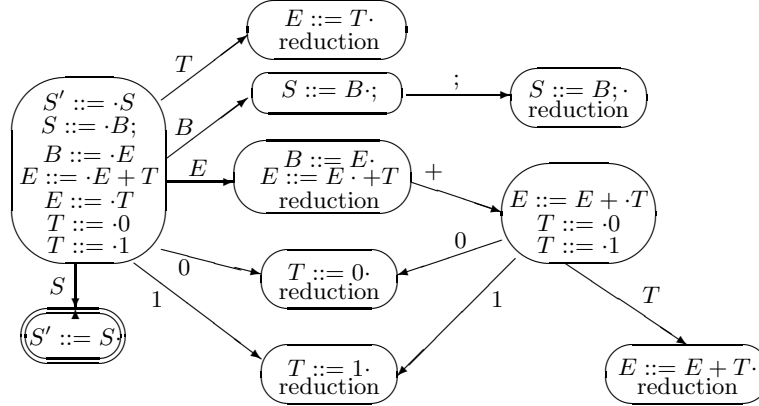 E ::= T·
reduction
T
S′ ::= ·S
S ::= ·B;
B ::= ·E
E ::= ·E + T
E ::= ·T
T ::= ·0
T ::= ·1
B
S ::= B·;
;
S ::= B; ·
reduction
E
B ::= E·
E ::= E · +T
reduction
+
E ::= E + ·T
T ::= ·0
T ::= ·1
S
0
T ::= 0·
reduction
0
1
T ::= 1·
reduction
1
T
S′ ::= S·
E ::= E + T·
reduction